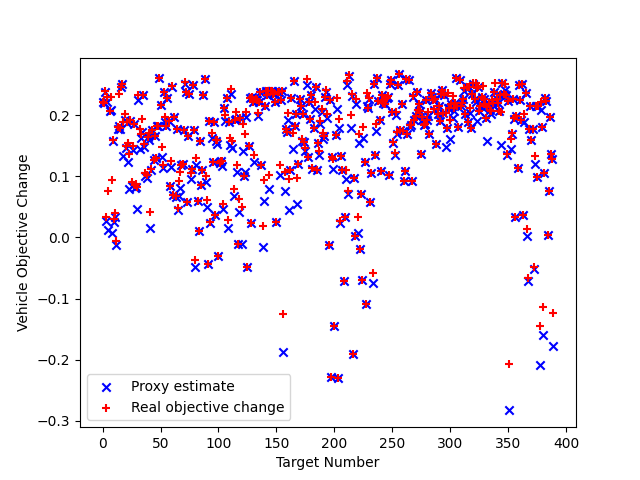 Vehicle Objective Change
0.2
0.1
0.0
−0.1
−0.2
−0.3
Proxy estimate
Real objective change
0 50 100 150 200 250 300 350 400
Target Number